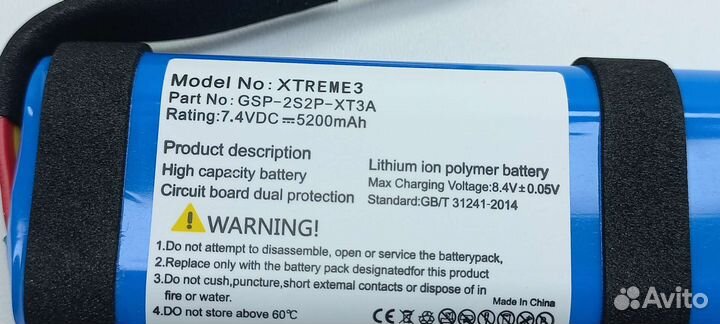 Model No: XTREME3
Part No: GSP-2S2P-XT3A
Rating:7.4VDC⎓5200mAh
Product description
High capacity battery
Circuit board dual protection
Lithium ion polymer battery
Max Charging Voltage:8.4V±0.05V
Standard:GB/T 31241-2014
WARNING!
1.Do not attempt to disassemble, open or service the batterypack,
2.Replace only with the battery designatedfor this product
3.Do not cush,puncture,short external contacts or dispose of in
fire or water.
4.DO not store above 60℃
Made In China
CE
Avito